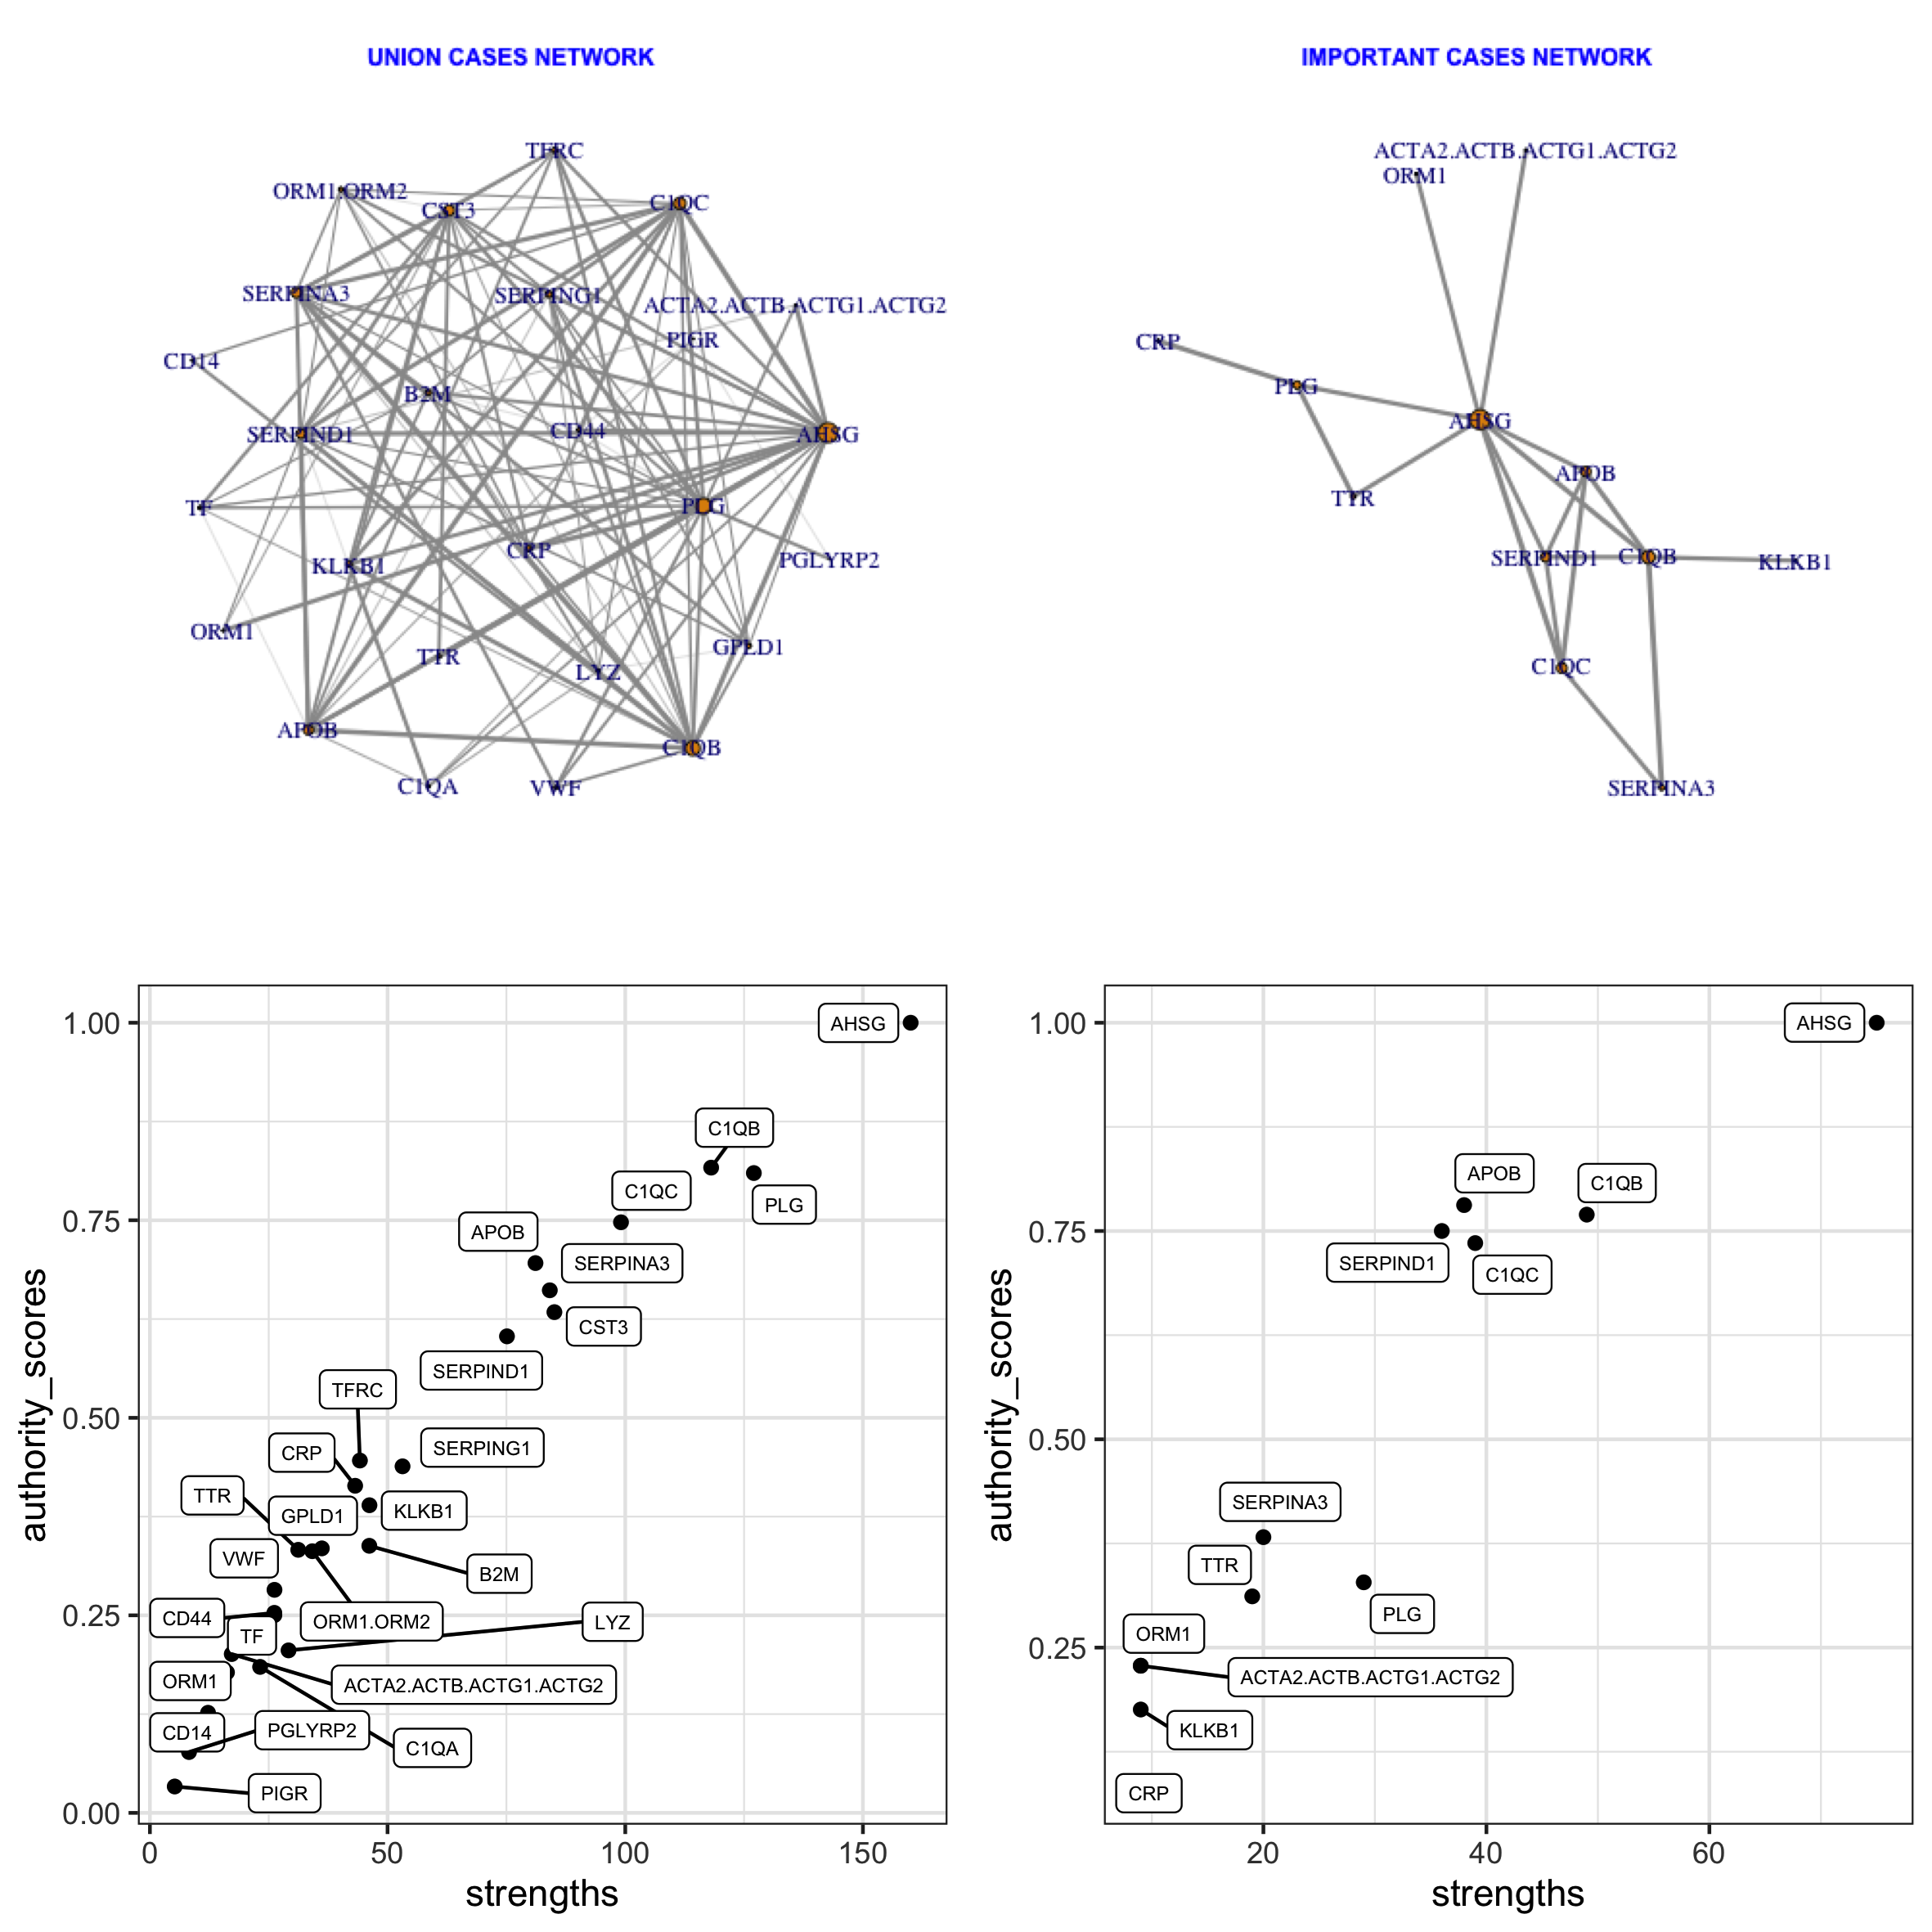 UNION CASES NETWORK
TFRC
ORM1.ORM2
CST3
C1QC
SERPINA3
SERPING1
ACTA2.ACTB.ACTG1.ACTG2
PIGR
CD14
B2M
SERPIND1
CD44
AHSG
TF
PLG
CRP
KLKB1
PGLYRP2
ORM1
TTR
GPLD1
LYZ
APOB
C1QB
C1QA
VWF
IMPORTANT CASES NETWORK
ACTA2.ACTB.ACTG1.ACTG2
ORM1
CRP
PLG
AHSG
APOB
TTR
SERPIND1
C1QB
KLKB1
C1QC
SERPINA3
authority_scores
1.00
0.75
0.50
0.25
0.00
AHSG
C1QB
C1QC
PLG
APOB
SERPINA3
CST3
SERPIND1
TFRC
SERPING1
CRP
TTR
GPLD1
KLKB1
VWF
B2M
CD44
ORM1.ORM2
LYZ
TF
ORM1
ACTA2.ACTB.ACTG1.ACTG2
CD14
PGLYRP2
C1QA
PIGR
0
50
100
150
strengths
authority_scores
1.00
0.75
0.50
0.25
AHSG
APOB
C1QB
SERPIND1
C1QC
SERPINA3
TTR
PLG
ORM1
ACTA2.ACTB.ACTG1.ACTG2
KLKB1
CRP
20
40
60
strengths